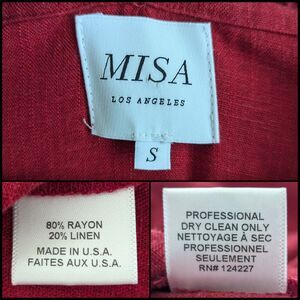 MISA
LOS ANGELES
S
80% RAYON
20% LINEN
MADE IN U.S.A.
FAITES AUX U.S.A.
PROFESSIONAL
DRY CLEAN ONLY
NETTOYAGE À SEC
PROFESSIONNEL
SEULEMENT
RN# 124227